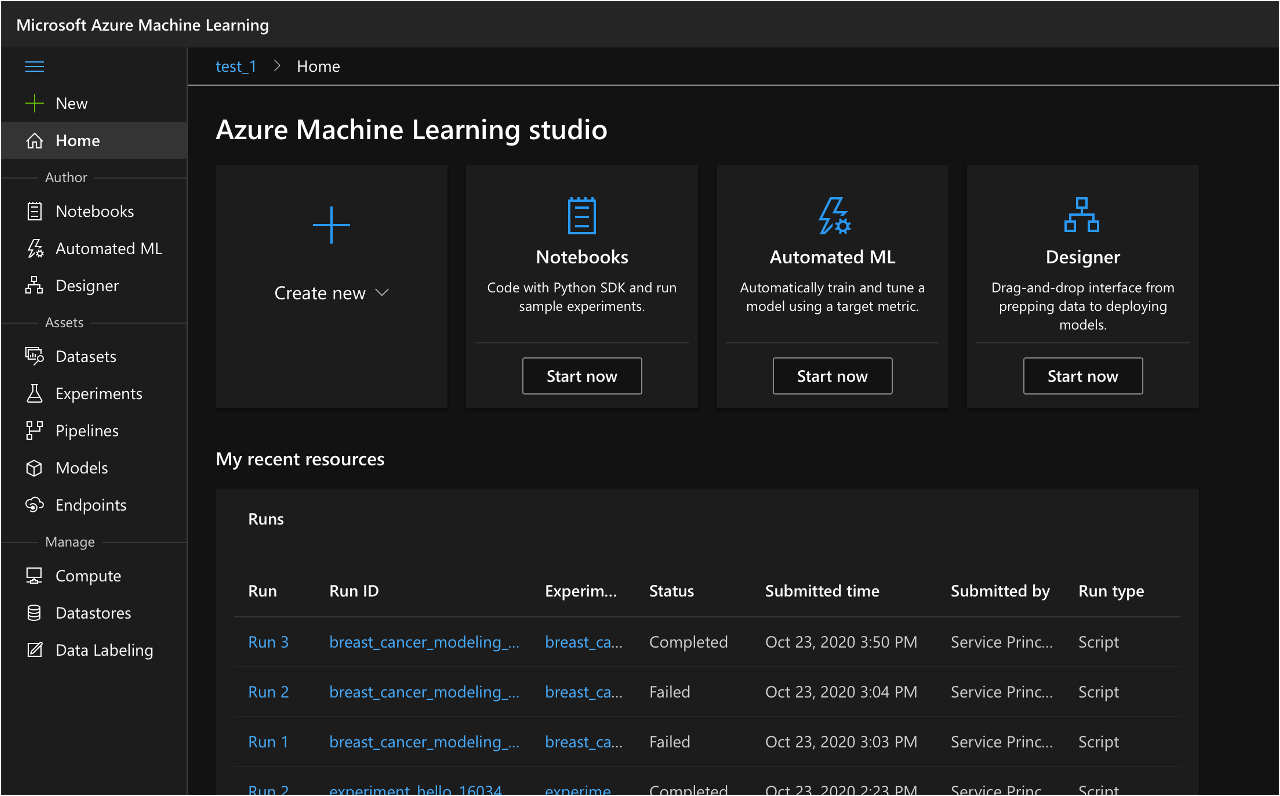 Microsoft Azure Machine Learning
test_1 > Home
New
Home
Author
Notebooks
Automated ML
Designer
Assets
Datasets
Experiments
Pipelines
Models
Endpoints
Manage
Compute
Datastores
Data Labeling
Azure Machine Learning studio
Create new
Notebooks
Code with Python SDK and run
sample experiments.
Start now
Automated ML
Automatically train and tune a
model using a target metric.
Start now
Designer
Drag-and-drop interface from
prepping data to deploying
models.
Start now
My recent resources
Runs
Run Run ID Experim... Status Submitted time Submitted by Run type
Run 3 breast_cancer_modeling_... breast_ca... Completed Oct 23, 2020 3:50 PM Service Princ... Script
Run 2 breast_cancer_modeling_... breast_ca... Failed Oct 23, 2020 3:04 PM Service Princ... Script
Run 1 breast_cancer_modeling_... breast_ca... Failed Oct 23, 2020 3:03 PM Service Princ... Script
Run 2 experiment_hello_16034... experime... Completed Oct 23, 2020 2:23 PM Service Princ... Script